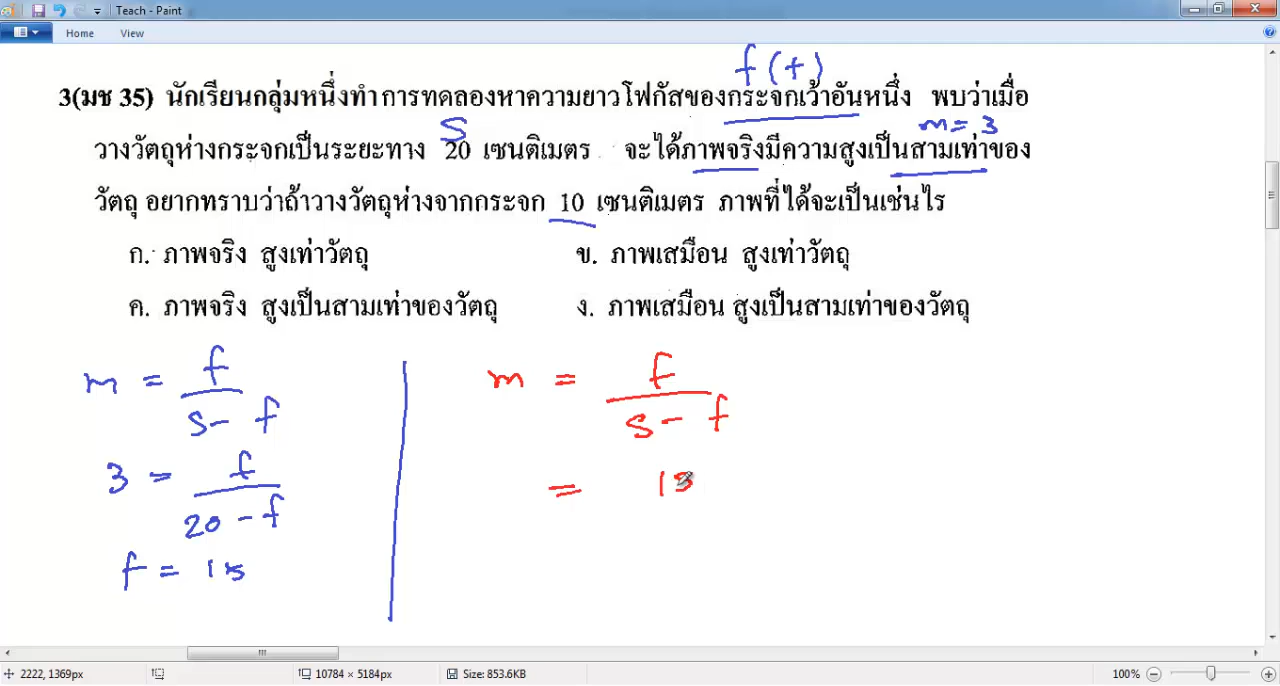 Teach - Paint
Home View
f (+)
3(มช 35) นักเรียนกลุ่มหนึ่งทำการทดลองหาความยาวโฟกัสของกระจกเว้าอันหนึ่ง พบว่าเมื่อ
S m = 3
วางวัตถุห่างกระจกเป็นระยะทาง 20 เซนติเมตร จะได้ภาพจริงมีความสูงเป็นสามเท่าของ
วัตถุ อยากทราบว่าถ้าวางวัตถุห่างจากกระจก 10 เซนติเมตร ภาพที่ได้จะเป็นเช่นไร
ก. ภาพจริง สูงเท่าวัตถุ ข. ภาพเสมือน สูงเท่าวัตถุ
ค. ภาพจริง สูงเป็นสามเท่าของวัตถุ ง. ภาพเสมือน สูงเป็นสามเท่าของวัตถุ
m = f
s - f
3 = f
20 - f
f = 15
m = f
s - f
= 15
2222, 1369px 10784 × 5184px Size: 853.6KB 100%